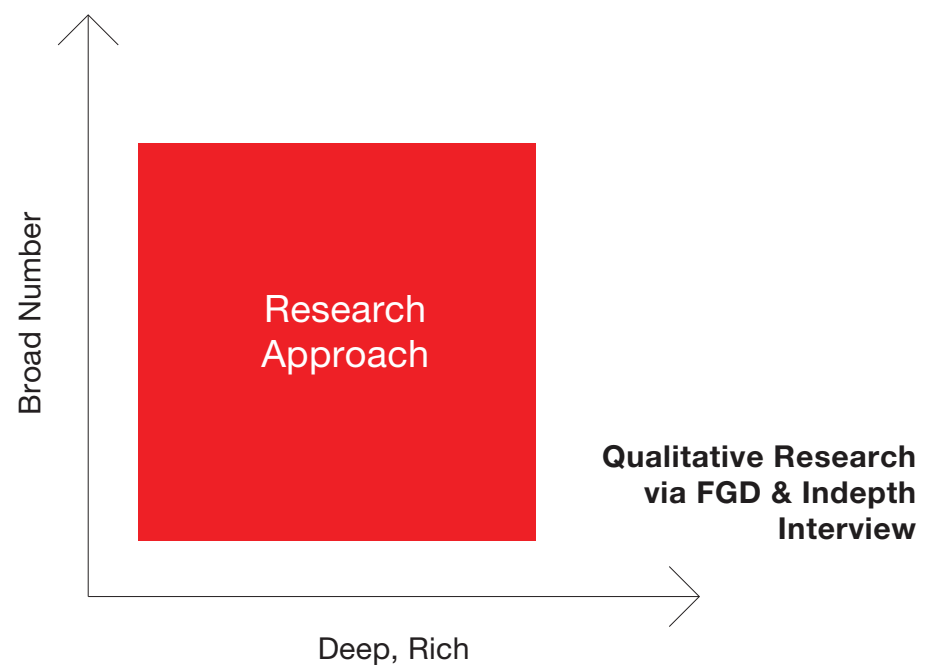 Broad Number
Research
Approach
Qualitative Research
via FGD & Indepth
Interview
Deep, Rich